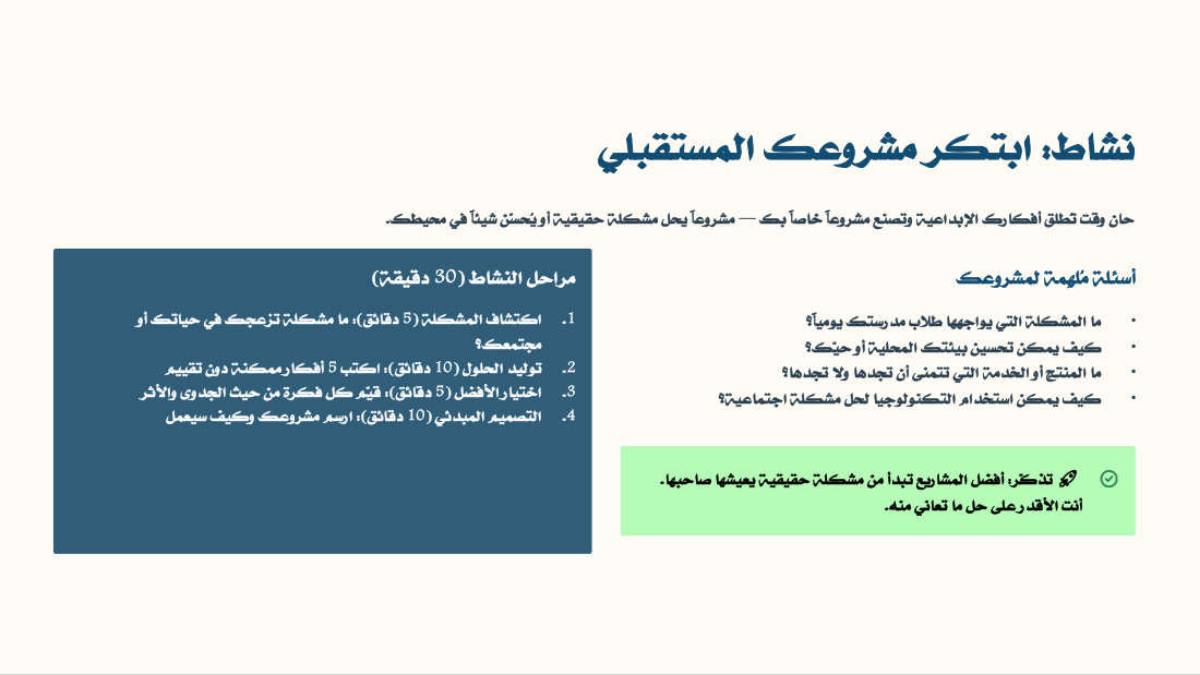 نشاط: ابتكر مشروعك المستقبلي
حان وقت تطلق أفكارك الإبداعية وتصنع مشروعاً خاصاً بك — مشروعاً يحل مشكلة حقيقية أو يُحسّن شيئاً في محيطك.
أسئلة مُلهمة لمشروعك
• ما المشكلة التي يواجهها طلاب مدرستك يومياً؟
• كيف يمكن تحسين بيئتك المحلية أو حيّك؟
• ما المنتج أو الخدمة التي تتمنى أن تجدها ولا تجدها؟
• كيف يمكن استخدام التكنولوجيا لحل مشكلة اجتماعية؟
🚀 تذكّر: أفضل المشاريع تبدأ من مشكلة حقيقية يعيشها صاحبها.
أنت الأقدر على حل ما تعاني منه.
مراحل النشاط (30 دقيقة)
1. اكتشاف المشكلة (5 دقائق): ما مشكلة تزعجك في حياتك أو
مجتمعك؟
2. توليد الحلول (10 دقائق): اكتب 5 أفكار ممكنة دون تقييم
3. اختيار الأفضل (5 دقائق): قيّم كل فكرة من حيث الجدوى والأثر
4. التصميم المبدئي (10 دقائق): ارسم مشروعك وكيف سيعمل